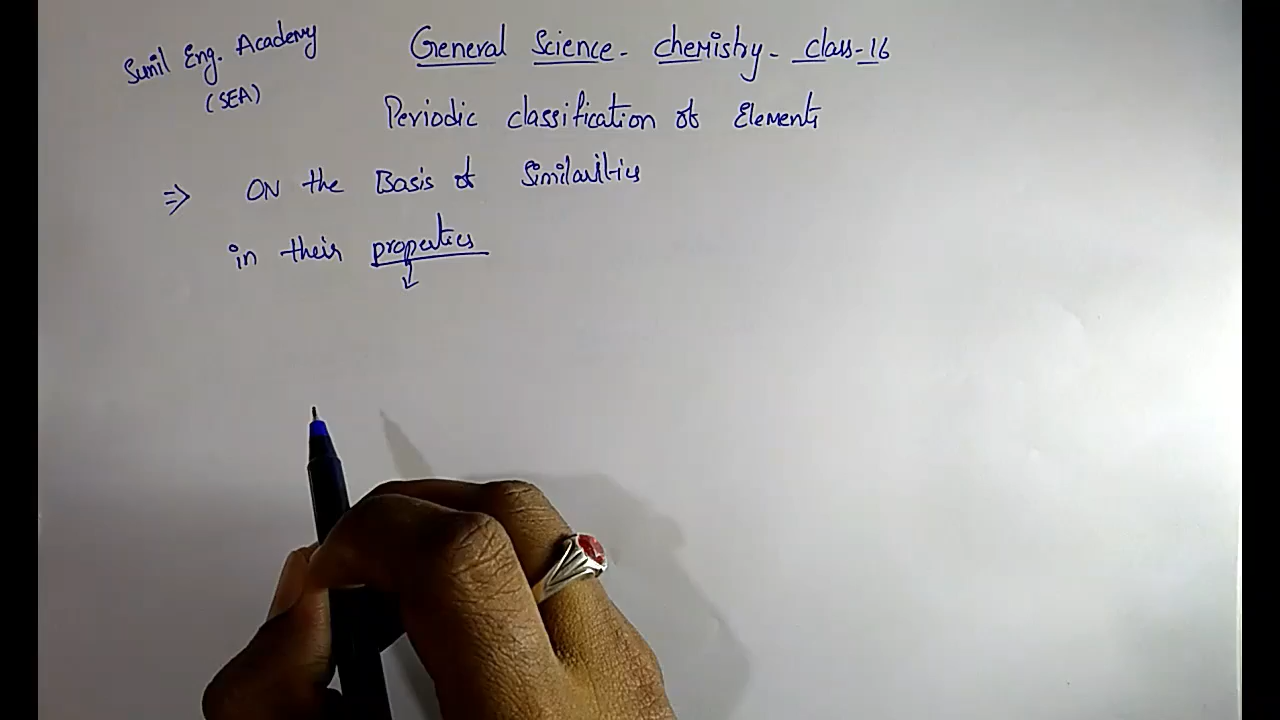 Sunil Eng. Academy
(SEA)
General Science - Chemistry - Class-16
Periodic classification of Elements
⇒ ON the Basis of Similarities
in their properties
↓